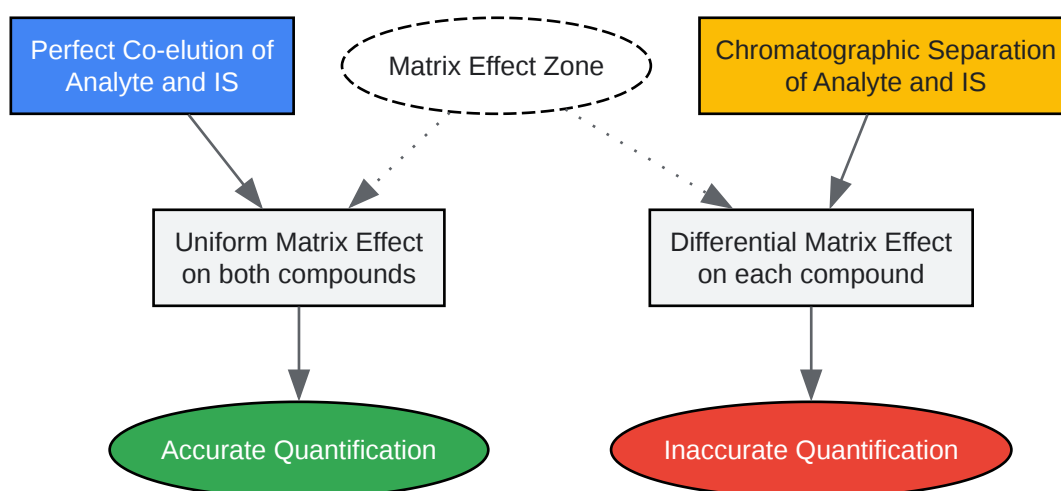 Perfect Co-elution of
Analyte and IS
Matrix Effect Zone
Chromatographic Separation
of Analyte and IS
Uniform Matrix Effect
on both compounds
Differential Matrix Effect
on each compound
Accurate Quantification
Inaccurate Quantification